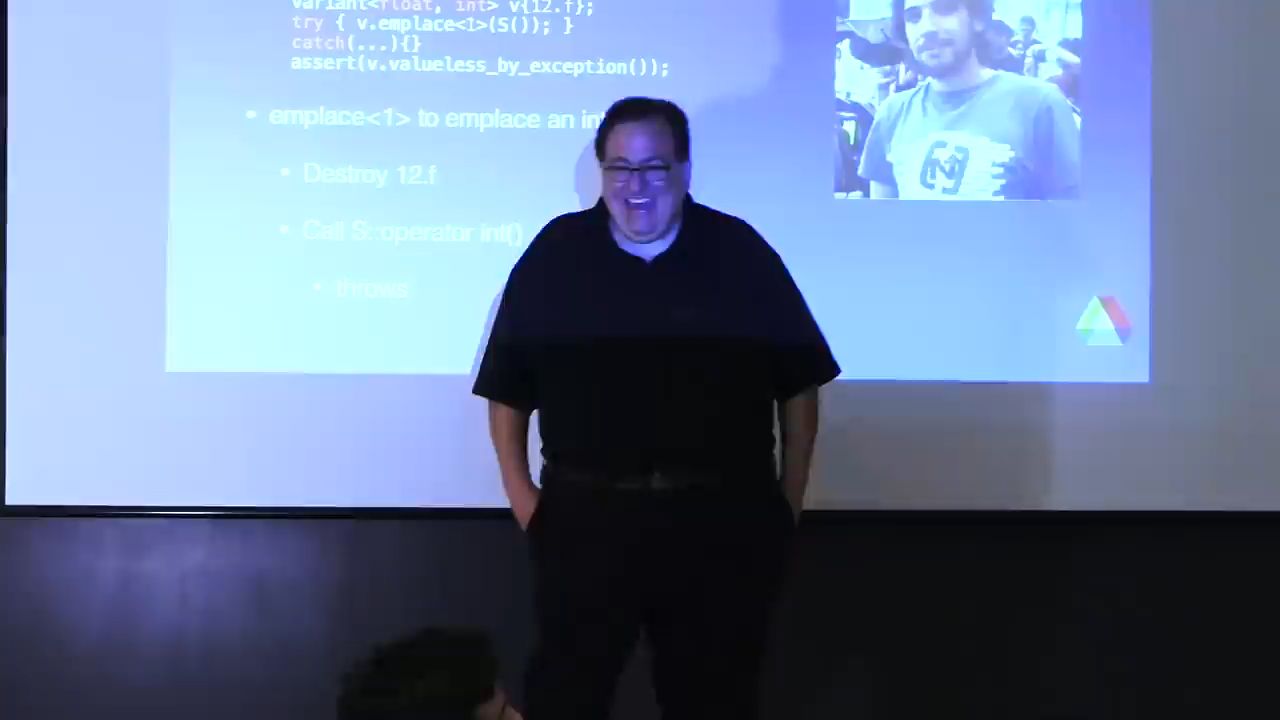 variant<float, int> v{12.f};
try { v.emplace<1>(S()); }
catch(...){}
assert(v.valueless_by_exception());
• emplace<1> to emplace an
• Destroy 12.f
• Call S::operator int()
• throws